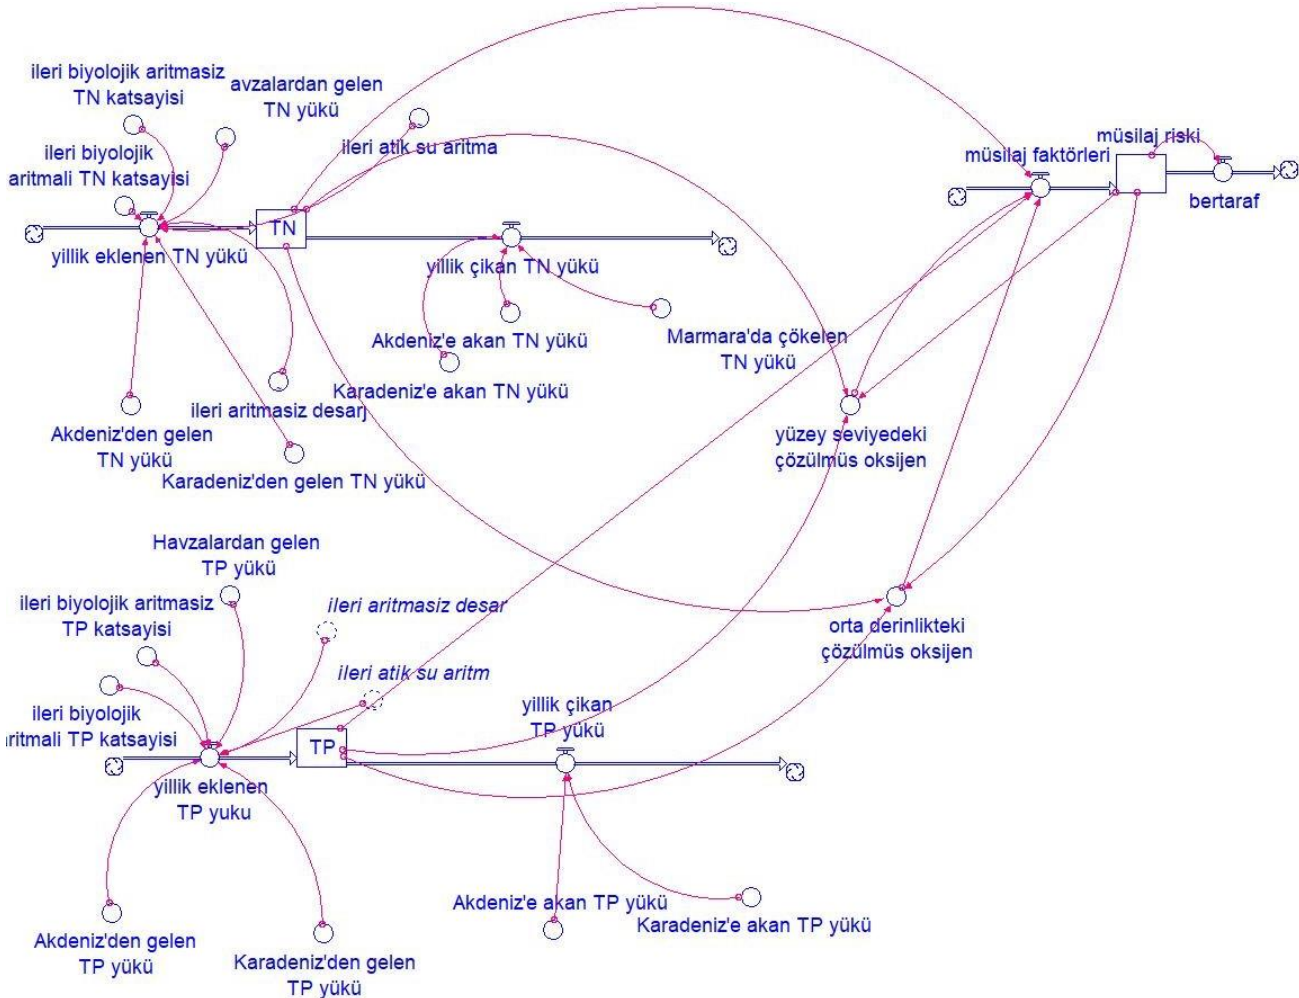 ileri biyolojik aritmasiz
TN katsayisi
avzalardan gelen
TN yükü
ileri biyolojik
aritmali TN katsayisi
ileri atik su aritma
TN
yillik eklenen TN yükü
yillik çikan TN yükü
Akdeniz'e akan TN yükü
Karadeniz'e akan TN yükü
Marmara'da çökelen
TN yükü
ileri aritmasiz desarj
Akdeniz'den gelen
TN yükü
Karadeniz'den gelen TN yükü
müsilaj faktörleri
müsilaj riski
bertaraf
yüzey seviyedeki
çözülmüs oksijen
orta derinlikteki
çözülmüs oksijen
Havzalardan gelen
TP yükü
ileri biyolojik aritmasiz
TP katsayisi
ileri aritmasiz desar
ileri atik su aritm
ileri biyolojik
aritmali TP katsayisi
TP
yillik eklenen
TP yuku
yillik çikan
TP yükü
Akdeniz'e akan TP yükü
Karadeniz'e akan TP yükü
Akdeniz'den gelen
TP yükü
Karadeniz'den gelen
TP yükü